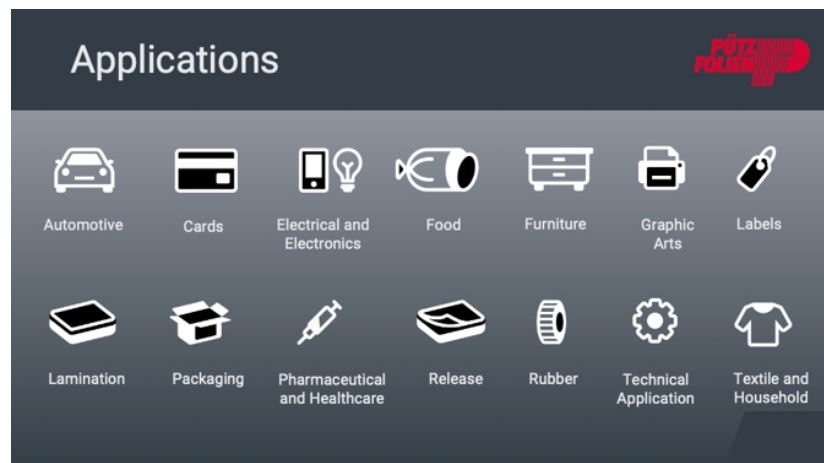 Applications
PÜTZ
FOLIEN
Automotive
Cards
Electrical and
Electronics
Food
Furniture
Graphic
Arts
Labels
Lamination
Packaging
Pharmaceutical
and Healthcare
Release
Rubber
Technical
Application
Textile and
Household